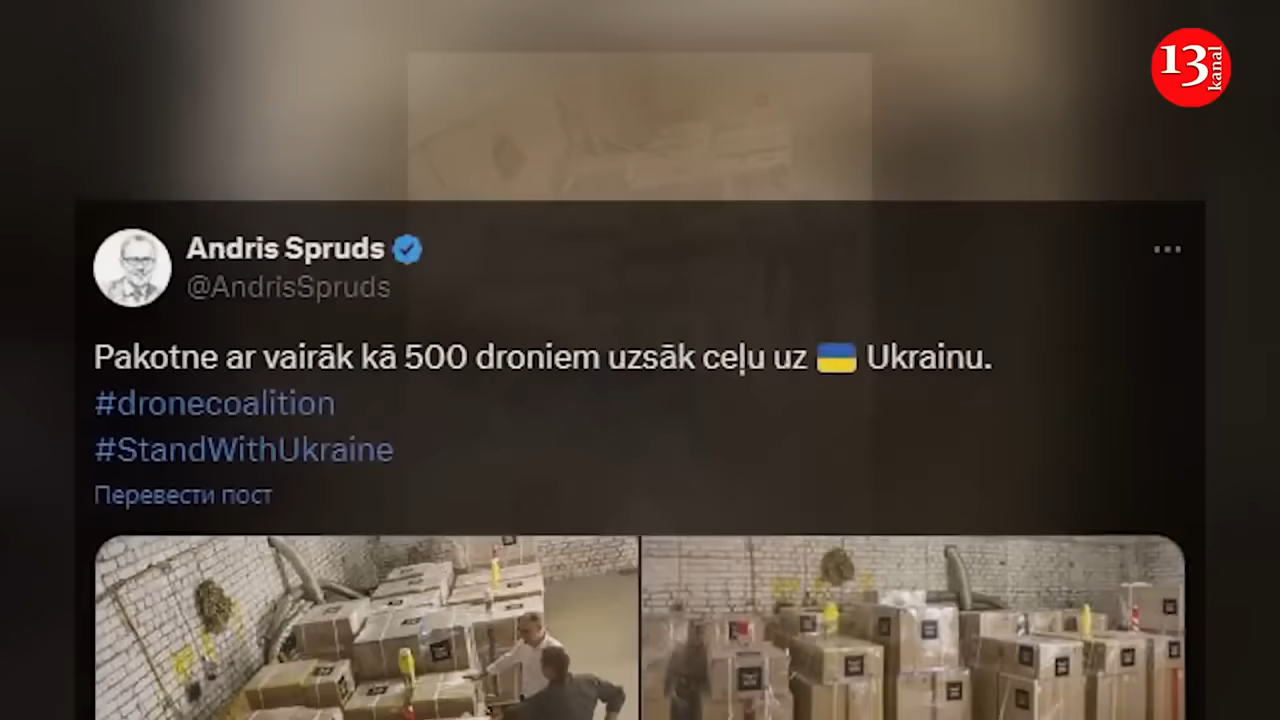 13
kanal
Andris Spruds
@AndrisSpruds
Pakotne ar vairāk kā 500 droniem uzsāk ceļu uz 🇺🇦 Ukrainu.
#dronecoalition
#StandWithUkraine
Перевести пост